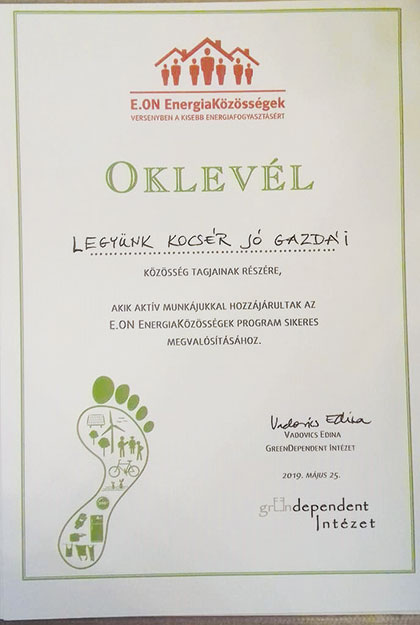 E.ON EnergiaKözösségek
VERSENYBEN A KISEBB ENERGIAFOGYASZTÁSÉRT
OKLEVÉL
LEGYÜNK KOCSÉR JÓ GAZDÁI
KÖZÖSSÉG TAGJAINAK RÉSZÉRE,
AKIK AKTÍV MUNKÁJUKKAL HOZZÁJÁRULTAK AZ
E.ON ENERGIAKÖZÖSSÉGEK PROGRAM SIKERES
MEGVALÓSÍTÁSÁHOZ.
Vadovics Edina
VADOVICS EDINA
GREENDEPENDENT INTÉZET
2019. MÁJUS 25.
greendependent
Intézet